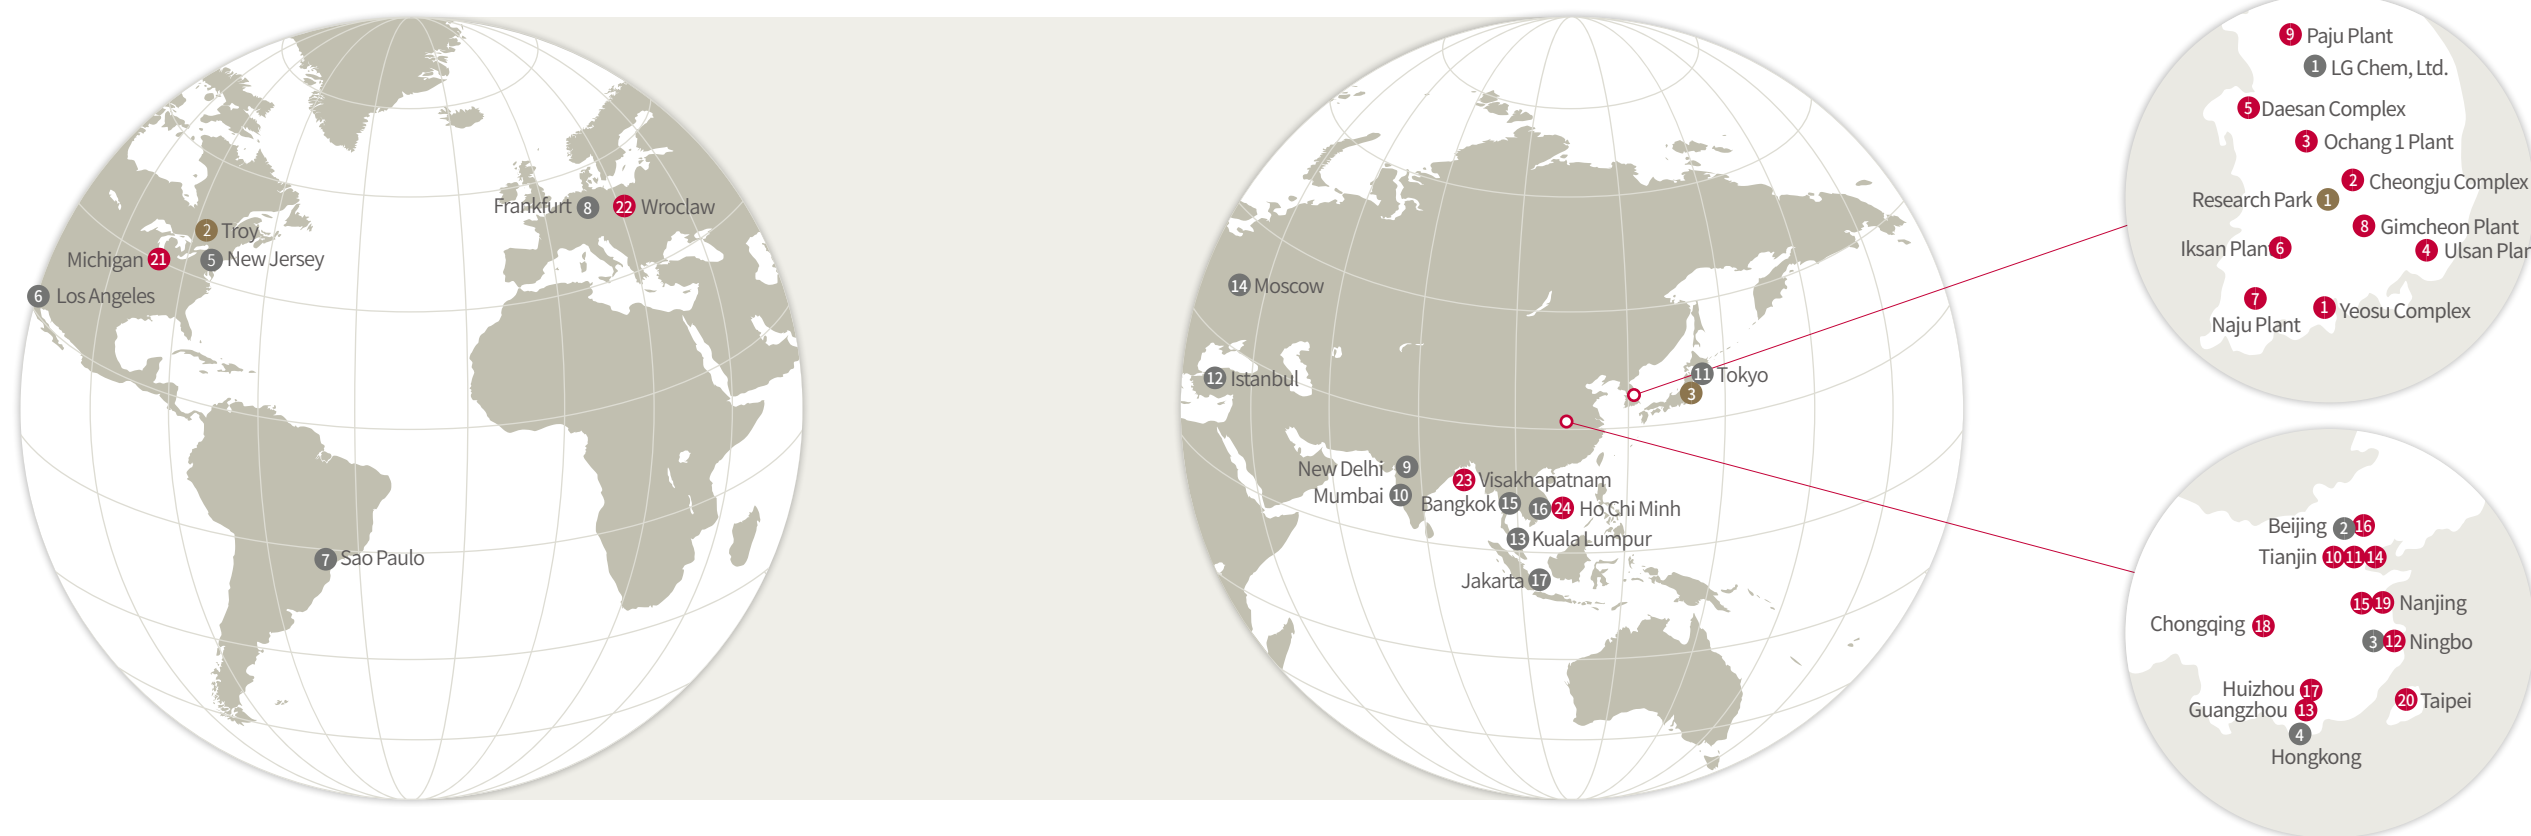 Frankfurt 8 22 Wroclaw
2 Troy
Michigan 21 5 New Jersey
6 Los Angeles
7 Sao Paulo
14 Moscow
12 Istanbul
11 Tokyo
3
New Delhi 9
Mumbai 10
23 Visakhapatnam
Bangkok 15
16 24 Ho Chi Minh
13 Kuala Lumpur
Jakarta 17
9 Paju Plant
1 LG Chem, Ltd.
5 Daesan Complex
3 Ochang 1 Plant
2 Cheongju Complex
Research Park 1
8 Gimcheon Plant
Iksan Plant 6
4 Ulsan Plan
7
Naju Plant
1 Yeosu Complex
Beijing 2 16
Tianjin 10 11 14
15 19 Nanjing
Chongqing 18
3 12 Ningbo
Huizhou 17
Guangzhou 13
20 Taipei
4
Hongkong